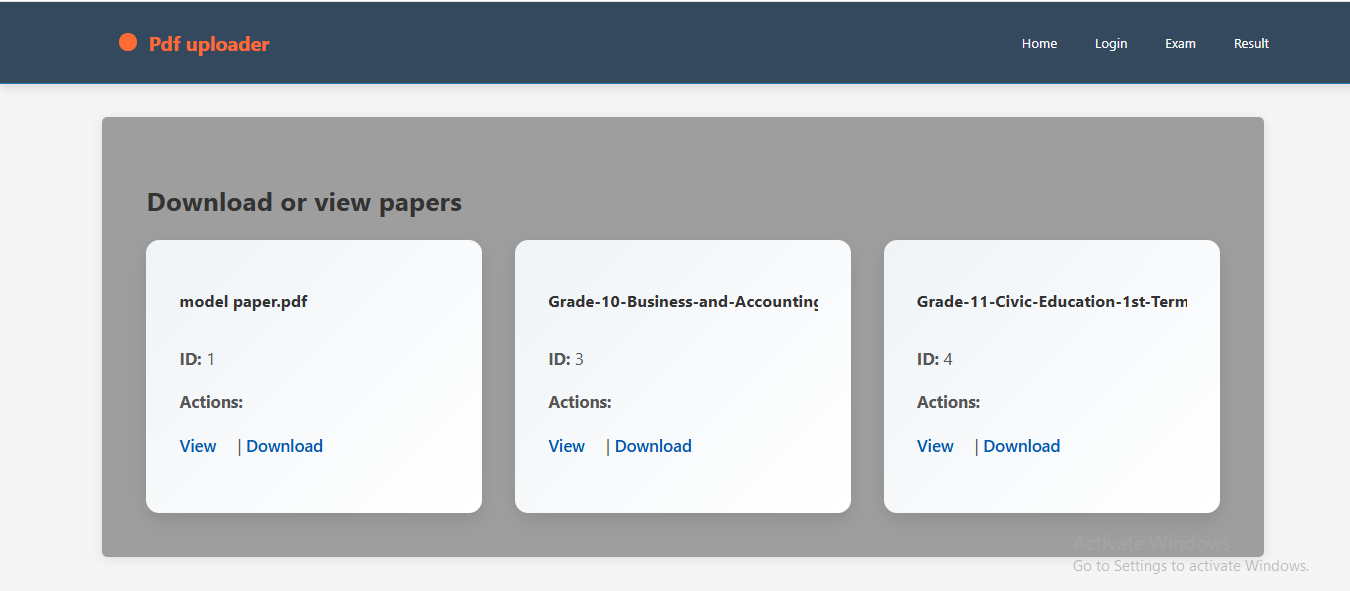 Pdf uploader
Home Login Exam Result
Download or view papers
model paper.pdf
Grade-10-Business-and-Accounting
Grade-11-Civic-Education-1st-Term
ID: 1
ID: 3
ID: 4
Actions:
Actions:
Actions:
View | Download
View | Download
View | Download
Activate Windows
Go to Settings to activate Windows.